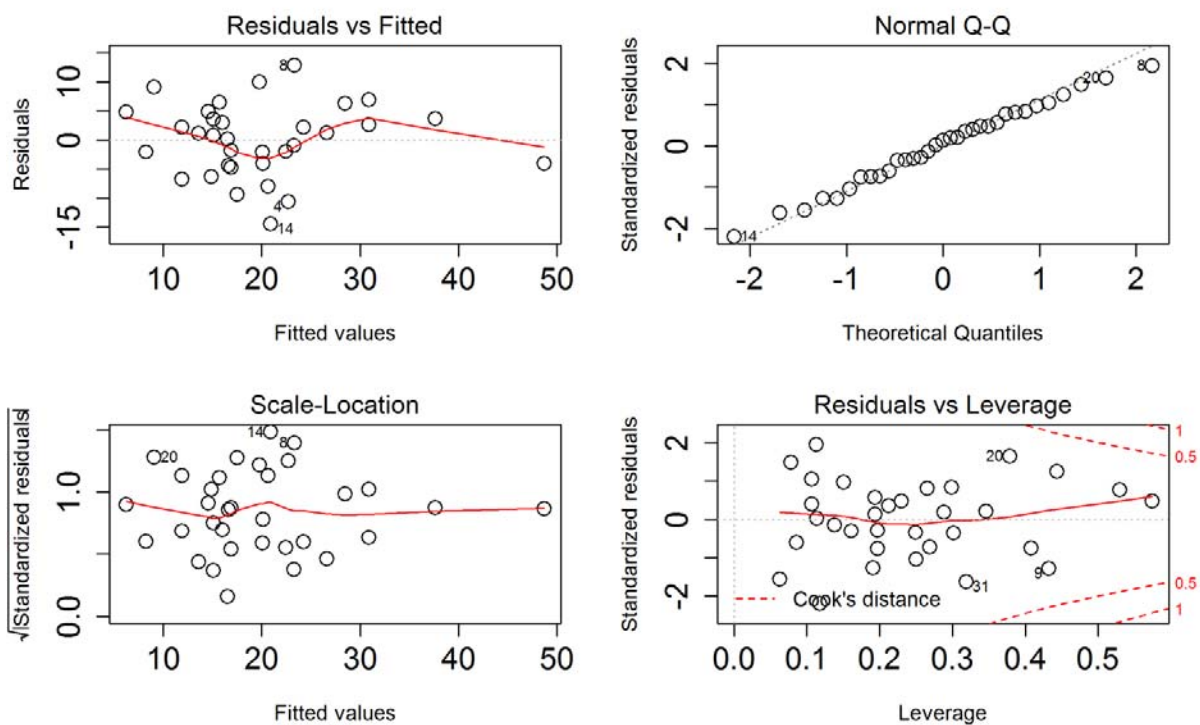 Residuals vs Fitted
Residuals
10
0
-15
8
4
14
10 20 30 40 50
Fitted values
Normal Q-Q
Standardized residuals
2
0
-2
20
8
14
-2 -1 0 1 2
Theoretical Quantiles
Scale-Location
√|Standardized residuals|
1.0
0.0
14
8
20
10 20 30 40 50
Fitted values
Residuals vs Leverage
Standardized residuals
2
0
-2
1
0.5
20
9
31
0.5
1
Cook's distance
0.0 0.1 0.2 0.3 0.4 0.5
Leverage